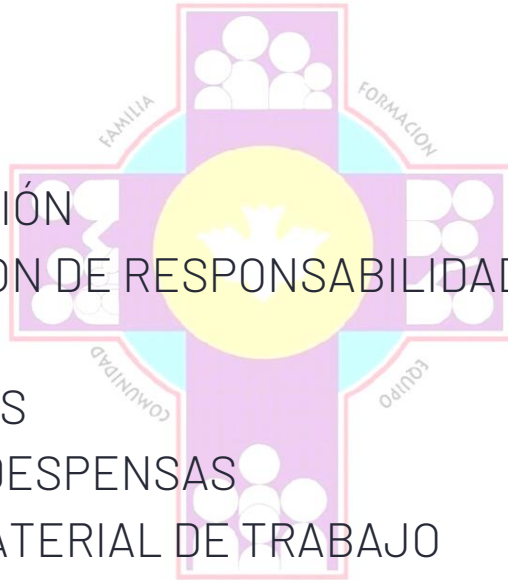 FAMILIA
FORMACION
IÓN
ON DE RESPONSABILIDAD
COMUNIDAD
EQUIPO
S
DESPENSAS
ATERIAL DE TRABAJO